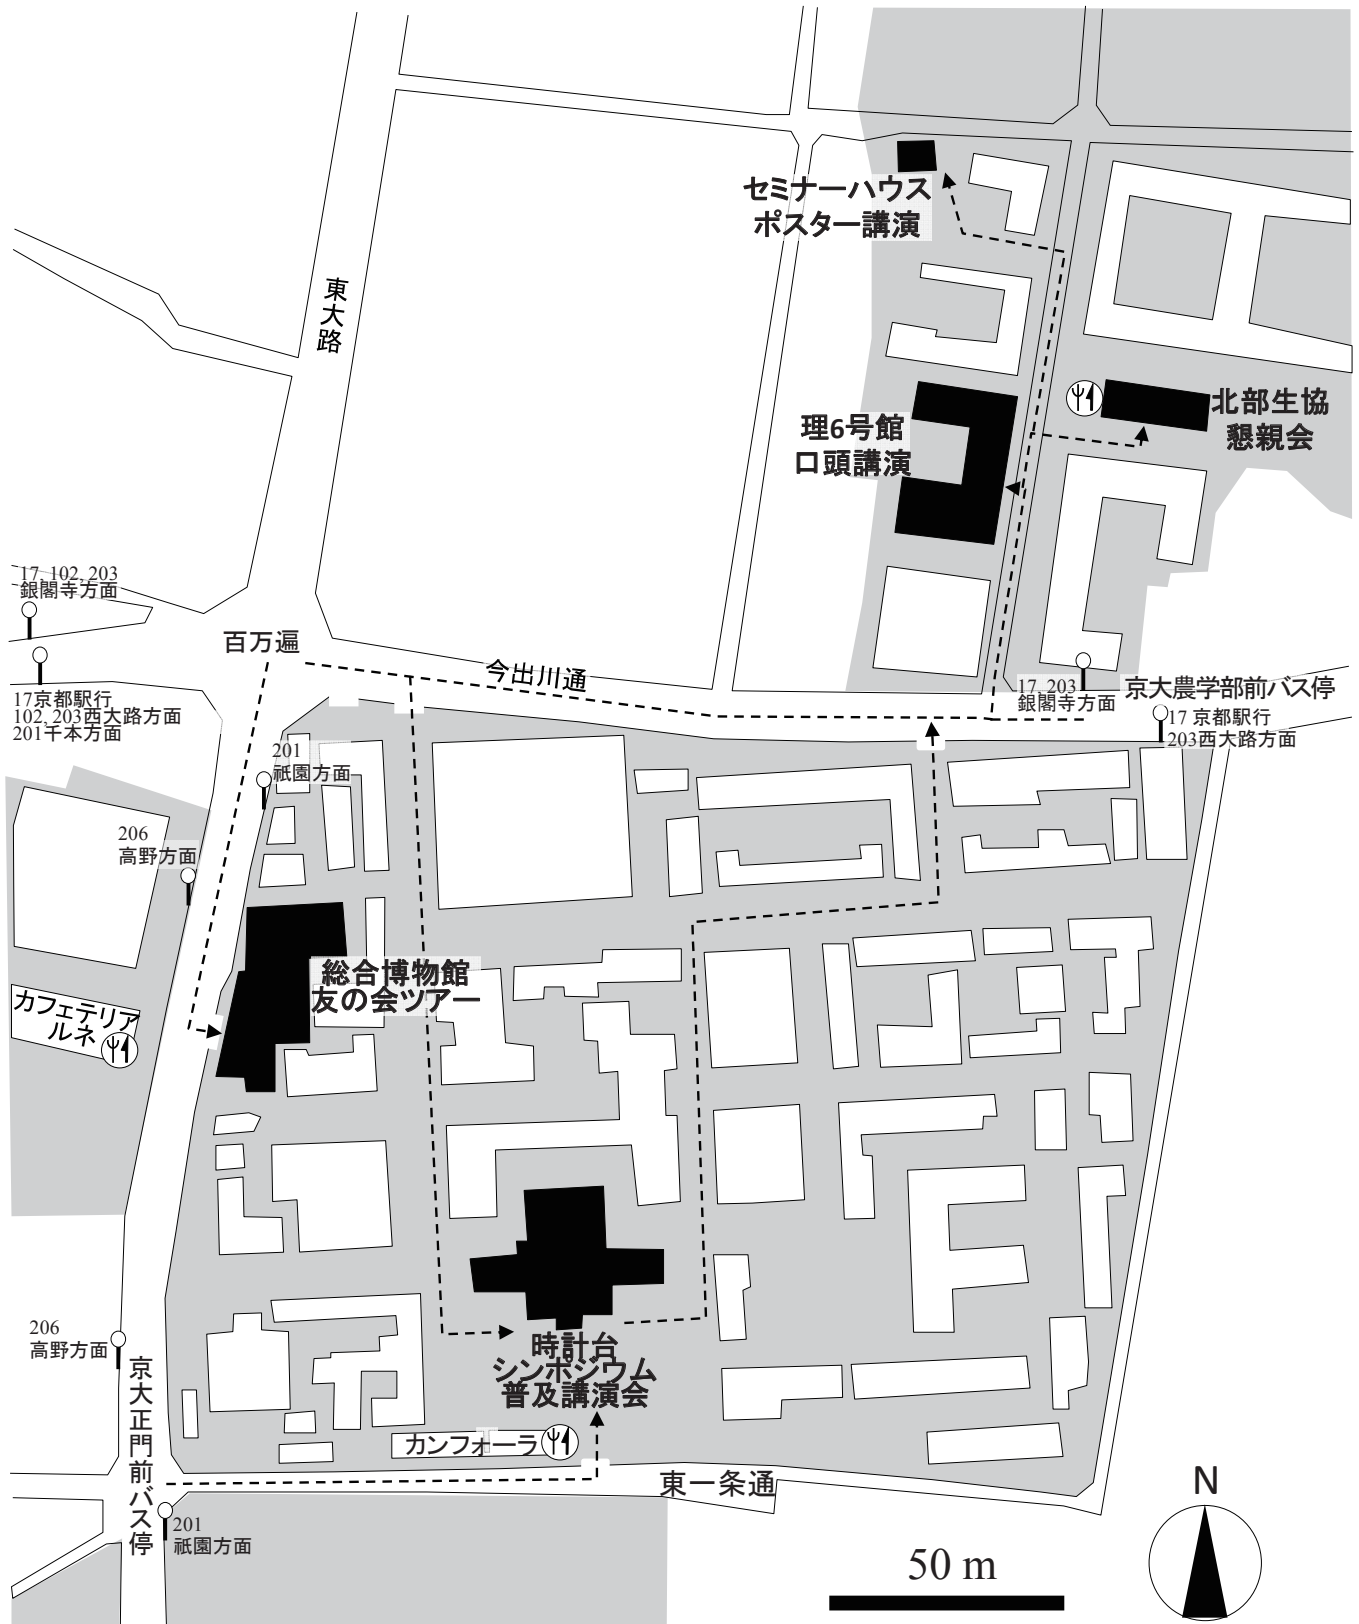 セミナーハウス
ポスター講演
東大路
理6号館
口頭講演
北部生協
懇親会
17, 102, 203
銀閣寺方面
百万遍
今出川通
17京都駅行
102, 203西大路方面
201千本方面
17, 203
銀閣寺方面
京大農学部前バス停
17 京都駅行
203西大路方面
201
祇園方面
206
高野方面
総合博物館
友の会ツアー
カフェテリア
ルネ
時計台
シンポジウム
普及講演会
206
高野方面
京大正門前バス停
カンフォーラ
東一条通
201
祇園方面
N
50 m